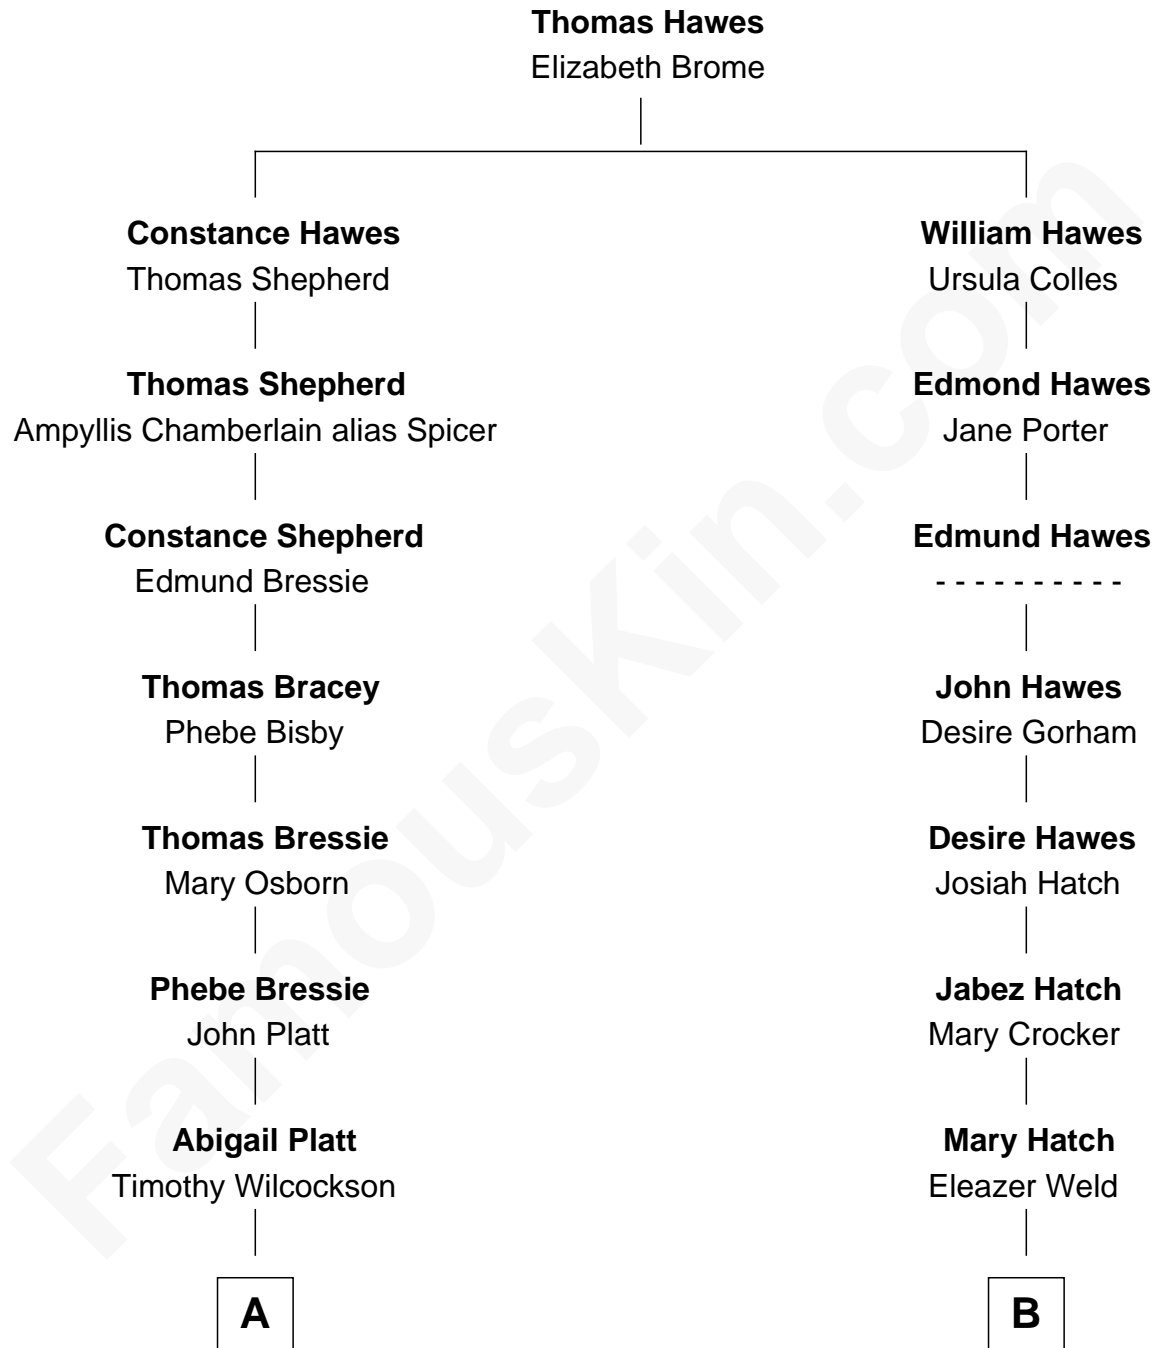 Thomas Hawes
Elizabeth Brome
Constance Hawes
Thomas Shepherd
William Hawes
Ursula Colles
Thomas Shepherd
Ampyllis Chamberlain alias Spicer
Edmond Hawes
Jane Porter
Constance Shepherd
Edmund Bressie
Edmund Hawes
- - - - - - - - - -
Thomas Bracey
Phebe Bisby
John Hawes
Desire Gorham
Thomas Bressie
Mary Osborn
Desire Hawes
Josiah Hatch
Phebe Bressie
John Platt
Jabez Hatch
Mary Crocker
Abigail Platt
Timothy Wilcockson
Mary Hatch
Eleazer Weld
A
B
FamousKin.com